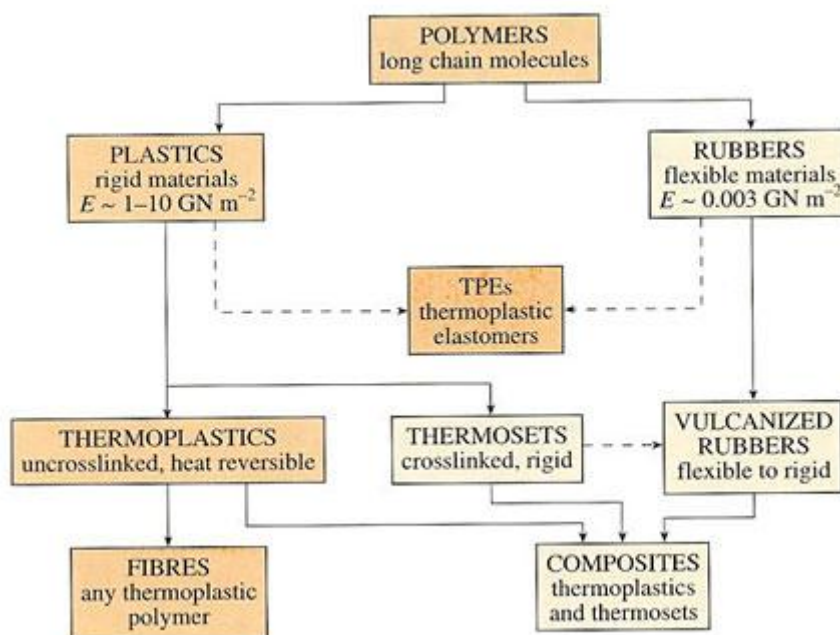 POLYMERS
long chain molecules
PLASTICS
rigid materials
E ~ 1–10 GN m⁻²
RUBBERS
flexible materials
E ~ 0.003 GN m⁻²
TPEs
thermoplastic
elastomers
THERMOPLASTICS
uncrosslinked, heat reversible
THERMOSETS
crosslinked, rigid
VULCANIZED
RUBBERS
flexible to rigid
FIBRES
any thermoplastic
polymer
COMPOSITES
thermoplastics
and thermosets